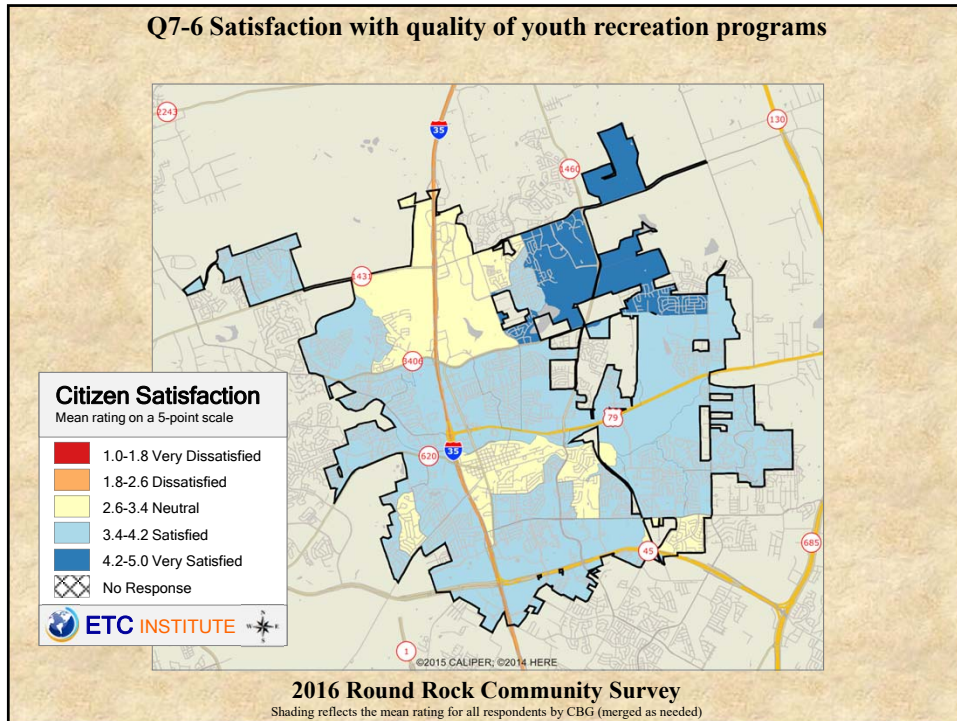 Q7-6 Satisfaction with quality of youth recreation programs
2243
35
130
1460
1431
3406
79
620
35
45
685
1
Citizen Satisfaction
Mean rating on a 5-point scale
1.0-1.8 Very Dissatisfied
1.8-2.6 Dissatisfied
2.6-3.4 Neutral
3.4-4.2 Satisfied
4.2-5.0 Very Satisfied
No Response
ETC INSTITUTE
N
W E
S
©2015 CALIPER; ©2014 HERE
2016 Round Rock Community Survey
Shading reflects the mean rating for all respondents by CBG (merged as needed)